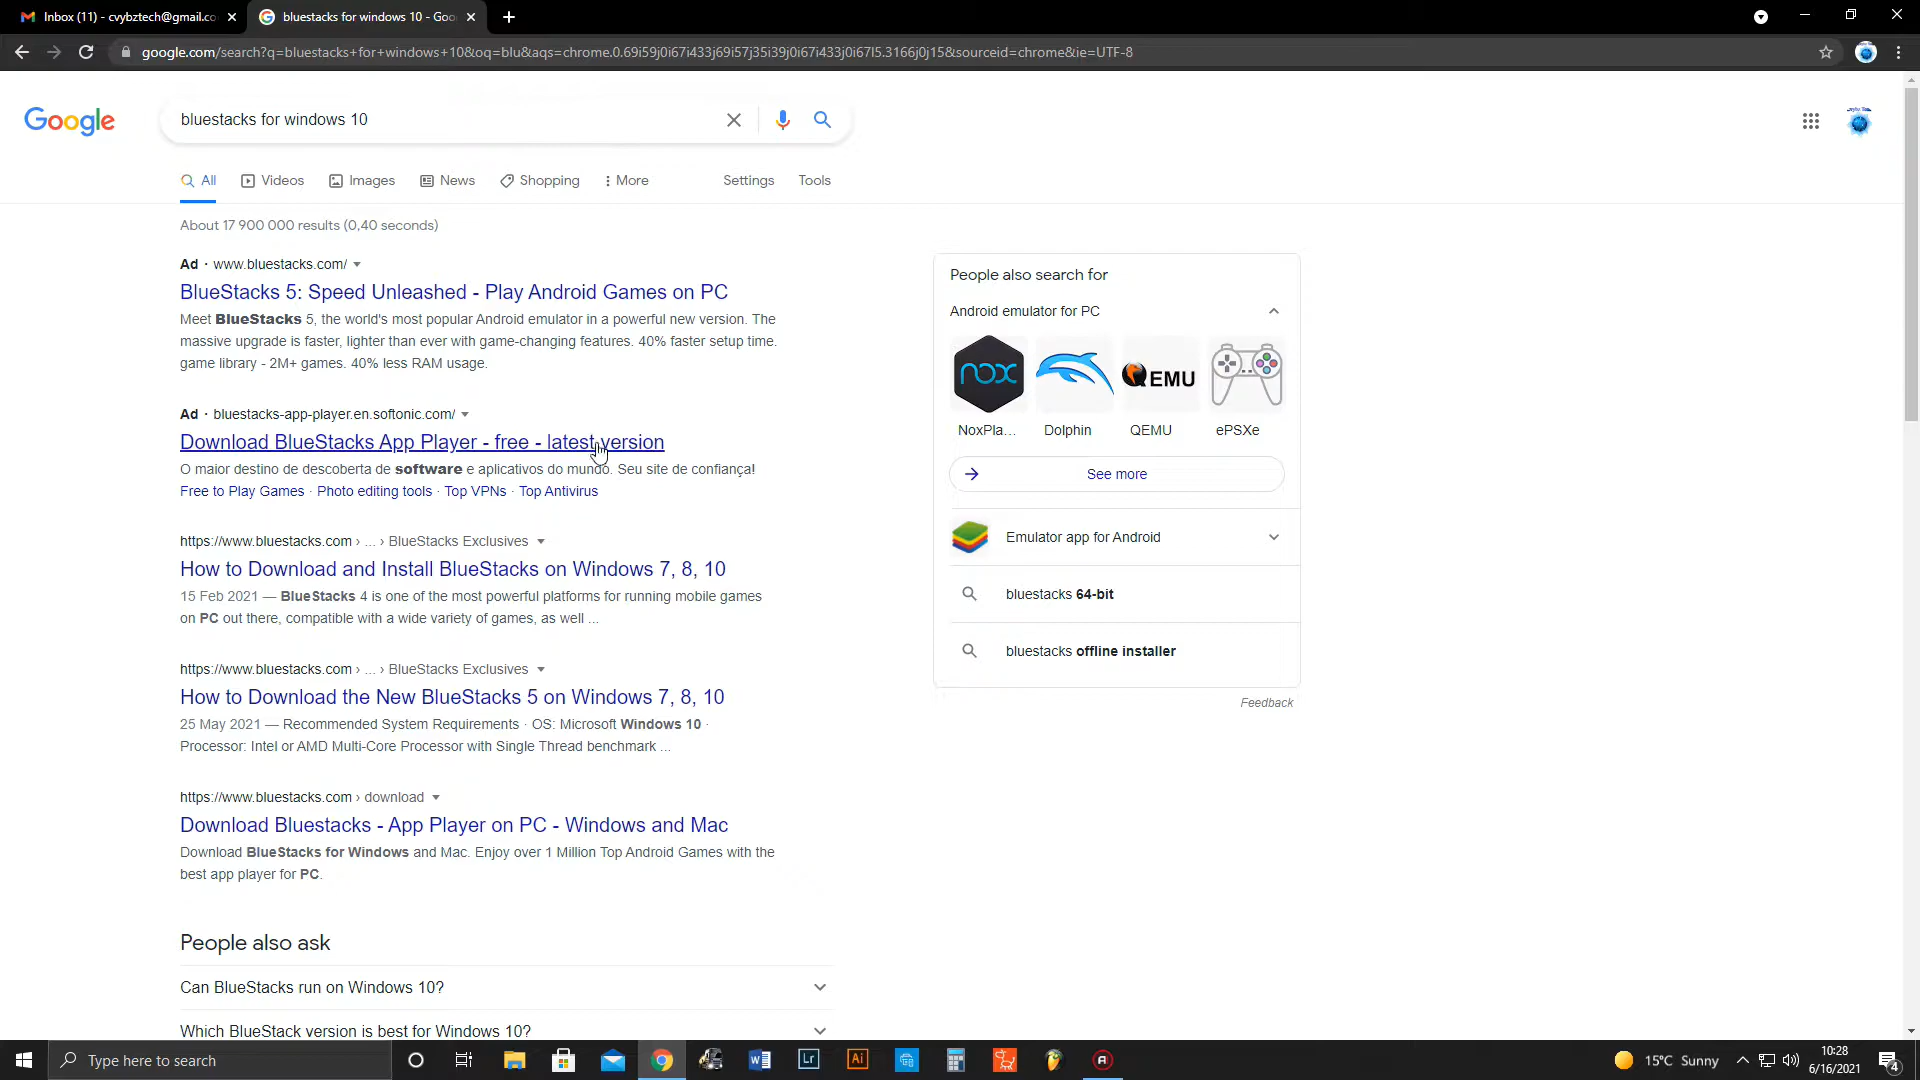 Inbox (11) - cvybztech@gmail.co
bluestacks for windows 10 - Goo
google.com/search?q=bluestacks+for+windows+10&oq=blu&aqs=chrome.0.69i59j0i67i433j69i57j35i39j0i67i433j0i67l5.3166j0j15&sourceid=chrome&ie=UTF-8
Google
bluestacks for windows 10
All
Videos
Images
News
Shopping
More
Settings
Tools
About 17 900 000 results (0,40 seconds)
Ad · www.bluestacks.com/
BlueStacks 5: Speed Unleashed - Play Android Games on PC
Meet BlueStacks 5, the world's most popular Android emulator in a powerful new version. The
massive upgrade is faster, lighter than ever with game-changing features. 40% faster setup time.
game library - 2M+ games. 40% less RAM usage.
Ad · bluestacks-app-player.en.softonic.com/
Download BlueStacks App Player - free - latest version
O maior destino de descoberta de software e aplicativos do mundo. Seu site de confiança!
Free to Play Games · Photo editing tools · Top VPNs · Top Antivirus
https://www.bluestacks.com › ... › BlueStacks Exclusives
How to Download and Install BlueStacks on Windows 7, 8, 10
15 Feb 2021 — BlueStacks 4 is one of the most powerful platforms for running mobile games
on PC out there, compatible with a wide variety of games, as well ...
https://www.bluestacks.com › ... › BlueStacks Exclusives
How to Download the New BlueStacks 5 on Windows 7, 8, 10
25 May 2021 — Recommended System Requirements · OS: Microsoft Windows 10 ·
Processor: Intel or AMD Multi-Core Processor with Single Thread benchmark ...
https://www.bluestacks.com › download
Download Bluestacks - App Player on PC - Windows and Mac
Download BlueStacks for Windows and Mac. Enjoy over 1 Million Top Android Games with the
best app player for PC.
People also ask
Can BlueStacks run on Windows 10?
Which BlueStack version is best for Windows 10?
People also search for
Android emulator for PC
nox
QEMU
NoxPla...
Dolphin
QEMU
ePSXe
See more
Emulator app for Android
bluestacks 64-bit
bluestacks offline installer
Feedback
Type here to search
Lr
Ai
15°C Sunny
10:28
6/16/2021
4